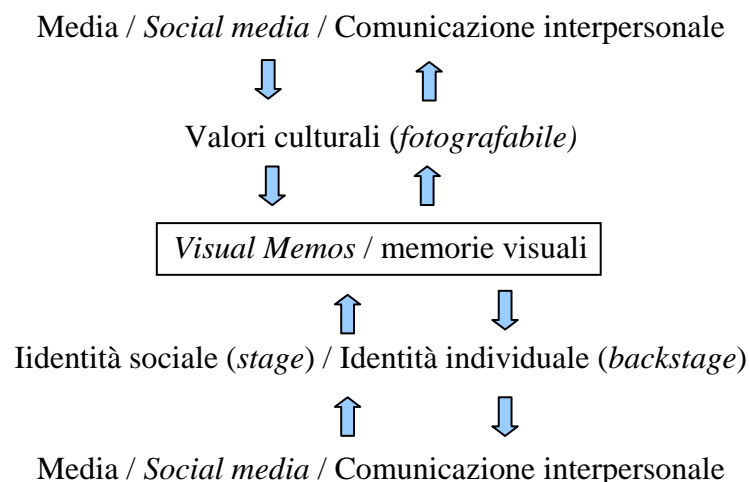 Media / Social media / Comunicazione interpersonale
Valori culturali (fotografabile)
Visual Memos / memorie visuali
Iidentità sociale (stage) / Identità individuale (backstage)
Media / Social media / Comunicazione interpersonale